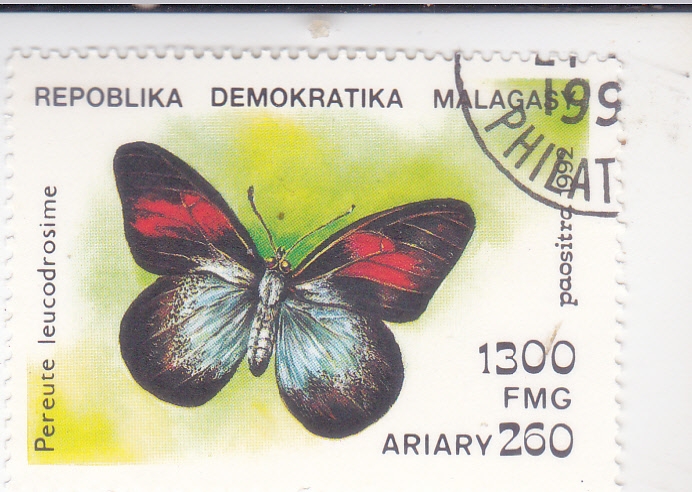 REPOBLIKA DEMOKRATIKA MALAGASY
Pereute leucodrosime
paositra 1992
199
PHILAT
1300
FMG
ARIARY 260